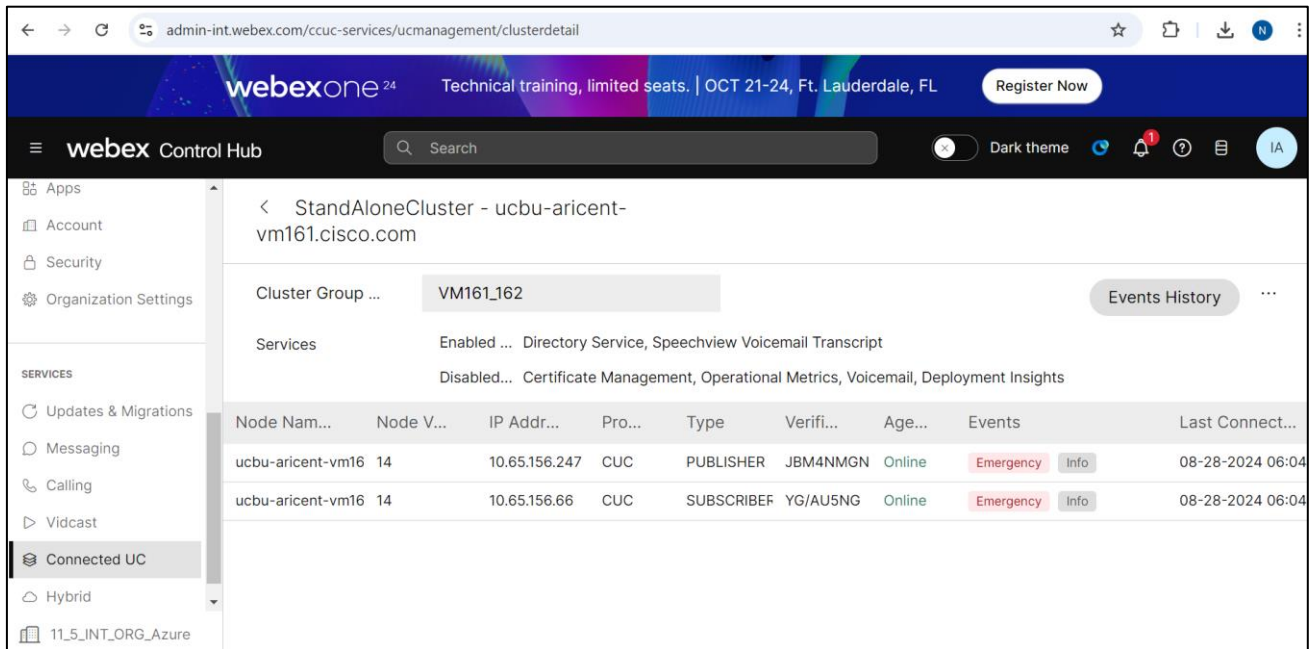 admin-int.webex.com/ccuc-services/ucmanagement/clusterdetail
N
webexone24 Technical training, limited seats. | OCT 21-24, Ft. Lauderdale, FL Register Now
webex Control Hub Search Dark theme 1 IA
Apps
Account
Security
Organization Settings
SERVICES
Updates & Migrations
Messaging
Calling
Vidcast
Connected UC
Hybrid
11_5_INT_ORG_Azure
StandAloneCluster - ucbu-aricent-
vm161.cisco.com
Cluster Group ... VM161_162 Events History ...
Services Enabled ... Directory Service, Speechview Voicemail Transcript
Disabled... Certificate Management, Operational Metrics, Voicemail, Deployment Insights
Node Nam... Node V... IP Addr... Pro... Type Verifi... Age... Events Last Connect...
ucbu-aricent-vm16 14 10.65.156.247 CUC PUBLISHER JBM4NMGN Online Emergency Info 08-28-2024 06:04
ucbu-aricent-vm16 14 10.65.156.66 CUC SUBSCRIBER YG/AU5NG Online Emergency Info 08-28-2024 06:04